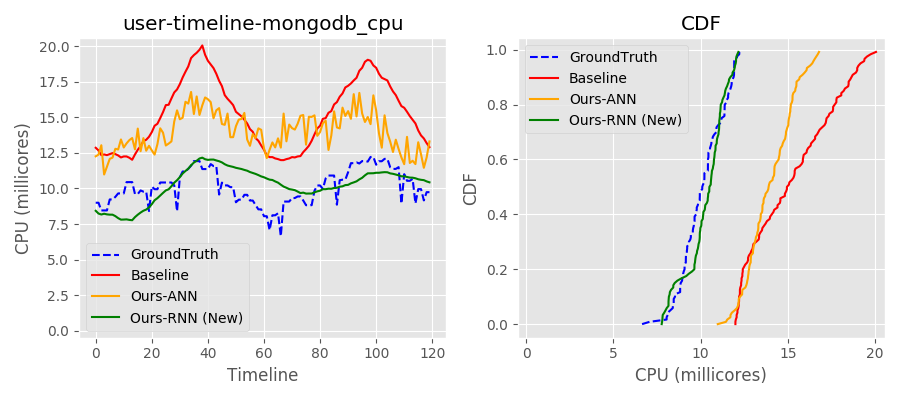 user-timeline-mongodb_cpu
CPU (millicores)
20.0
17.5
15.0
12.5
10.0
7.5
5.0
2.5
0.0
GroundTruth
Baseline
Ours-ANN
Ours-RNN (New)
0 20 40 60 80 100 120
Timeline
CDF
CDF
1.0
0.8
0.6
0.4
0.2
0.0
GroundTruth
Baseline
Ours-ANN
Ours-RNN (New)
0 5 10 15 20
CPU (millicores)